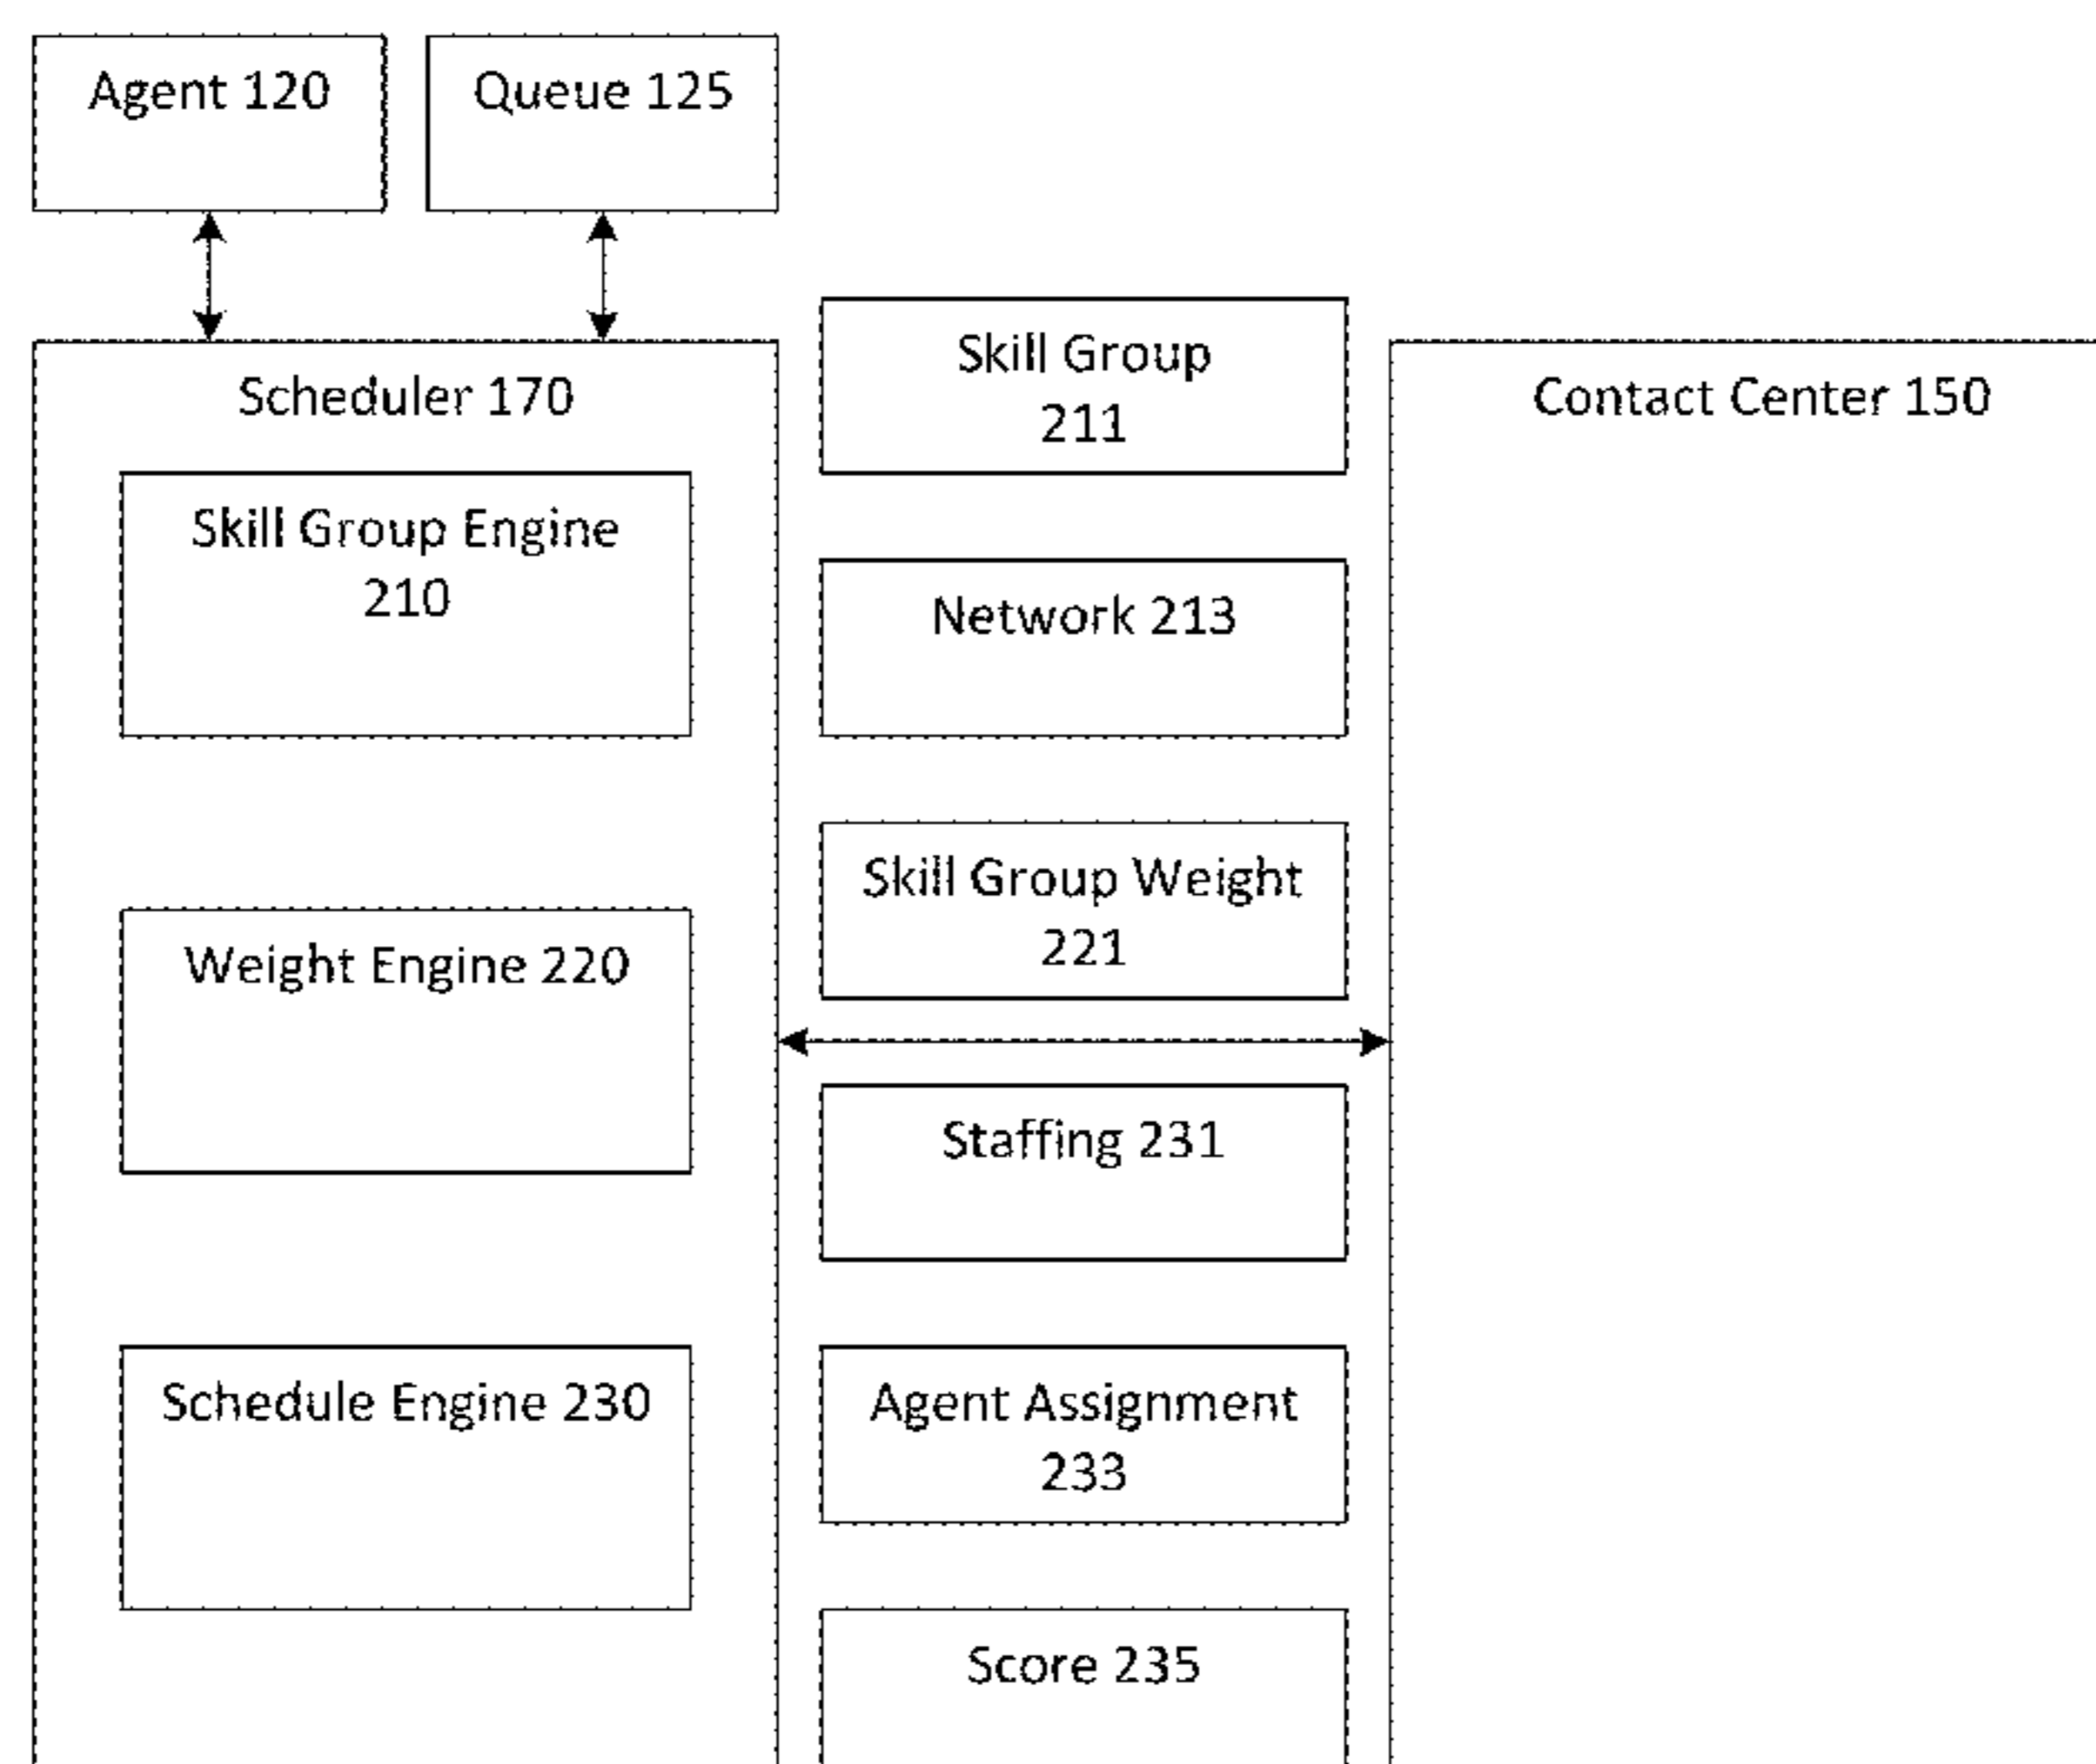 Agent 120
Queue 125
Scheduler 170
Skill Group Engine
210
Weight Engine 220
Schedule Engine 230
Skill Group
211
Network 213
Skill Group Weight
221
Staffing 231
Agent Assignment
233
Score 235
Contact Center 150